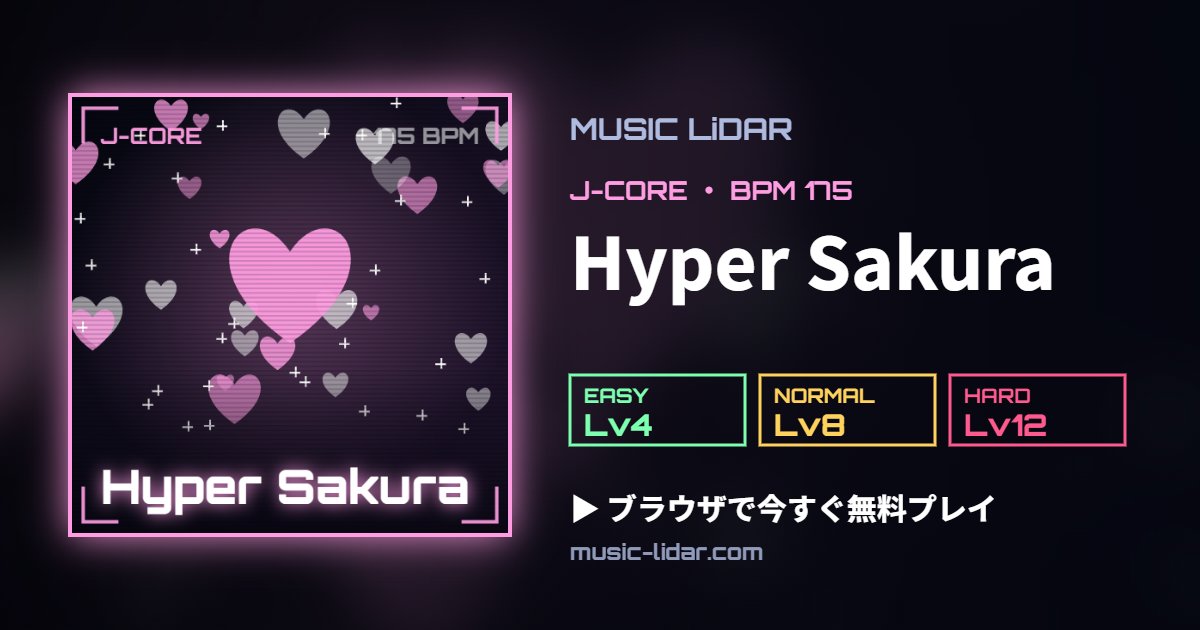 J-CORE
175 BPM
Hyper Sakura
MUSIC LiDAR
J-CORE • BPM 175
Hyper Sakura
EASY
Lv4
NORMAL
Lv8
HARD
Lv12
▶ ブラウザで今すぐ無料プレイ
music-lidar.com